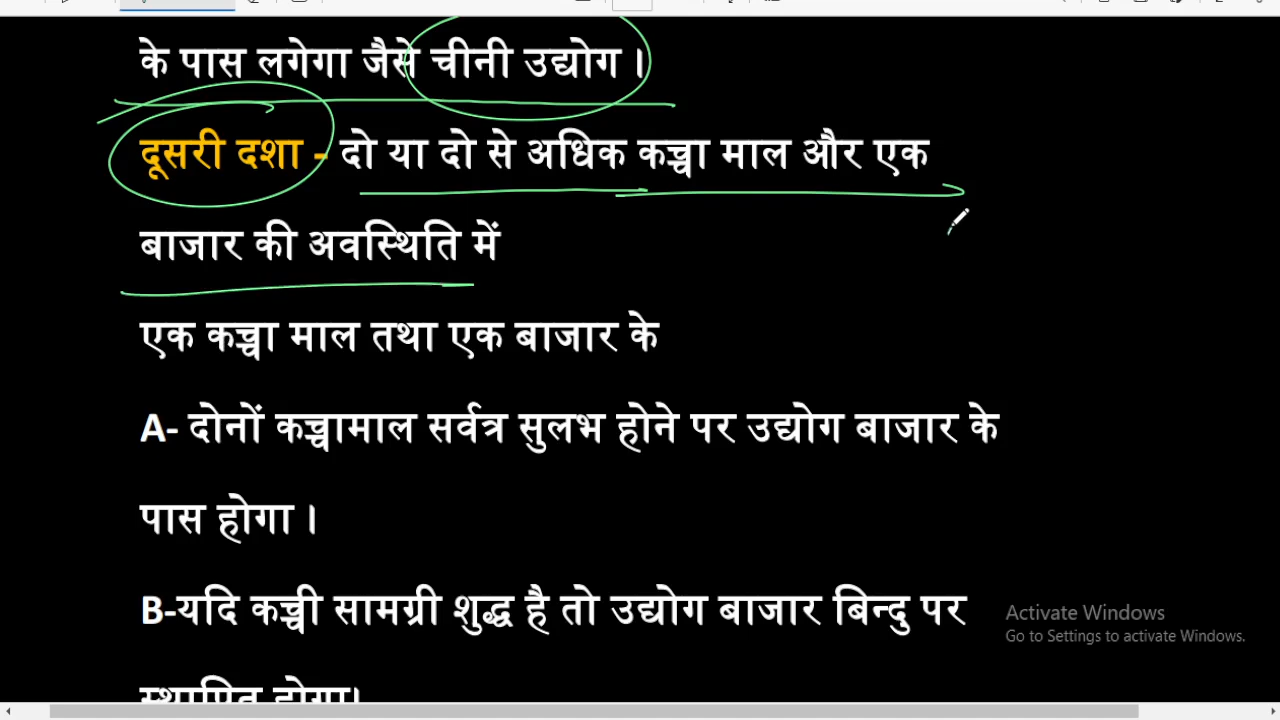 के पास लगेगा जैसे चीनी उद्योग ।
दूसरी दशा - दो या दो से अधिक कच्चा माल और एक
बाजार की अवस्थिति में
एक कच्चा माल तथा एक बाजार के
A- दोनों कच्चामाल सर्वत्र सुलभ होने पर उद्योग बाजार के
पास होगा ।
B-यदि कच्ची सामग्री शुद्ध है तो उद्योग बाजार बिन्दु पर
Activate Windows
Go to Settings to activate Windows.
स्थापित होगा।